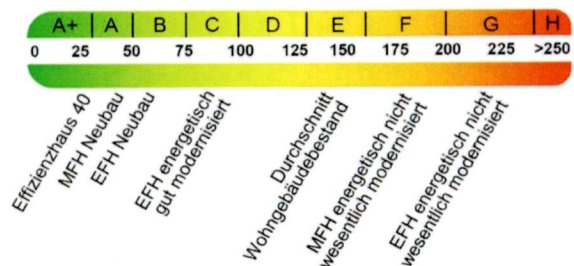 A+ A B C D E F G H
0 25 50 75 100 125 150 175 200 225 >250
Effizienzhaus 40
MFH Neubau
EFH Neubau
EFH energetisch
gut modernisiert
Durchschnitt
Wohngebäudebestand
MFH energetisch nicht
wesentlich modernisiert
EFH energetisch nicht
wesentlich modernisiert